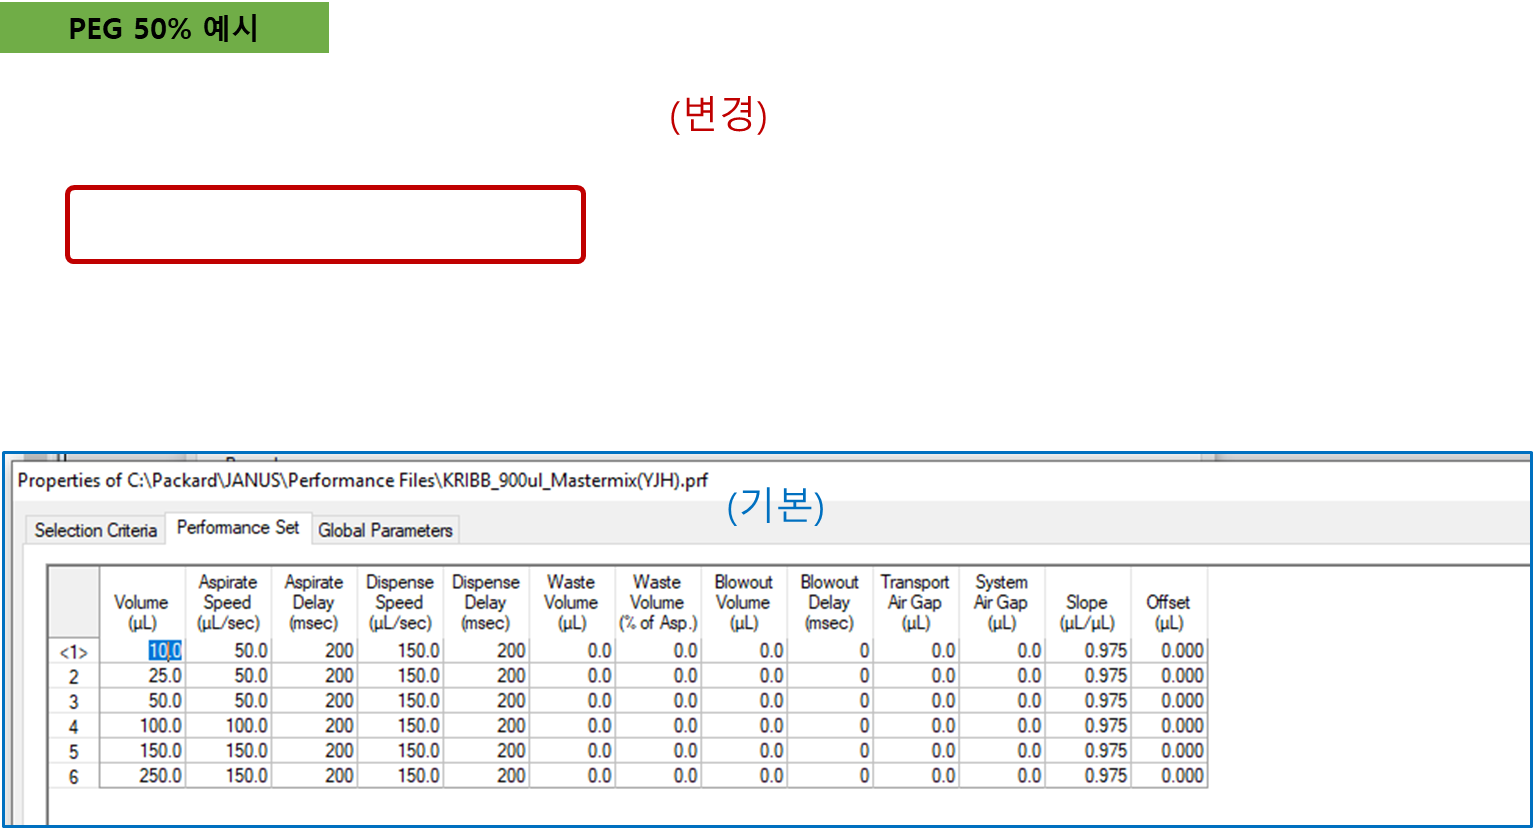 PEG 50% 예시
(변경)
Properties of C:\Packard\JANUS\Performance Files\KRIBB_900ul_Mastermix(YJH).prf
(기본)
Selection Criteria Performance Set Global Parameters
Volume (µL) Aspirate Speed (µL/sec) Aspirate Delay (msec) Dispense Speed (µL/sec) Dispense Delay (msec) Waste Volume (µL) Waste Volume (% of Asp.) Blowout Volume (µL) Blowout Delay (msec) Transport Air Gap (µL) System Air Gap (µL) Slope (µL/µL) Offset (µL)
<1> 10.0 50.0 200 150.0 200 0.0 0.0 0.0 0 0.0 0.0 0.975 0.000
2 25.0 50.0 200 150.0 200 0.0 0.0 0.0 0 0.0 0.0 0.975 0.000
3 50.0 50.0 200 150.0 200 0.0 0.0 0.0 0 0.0 0.0 0.975 0.000
4 100.0 100.0 200 150.0 200 0.0 0.0 0.0 0 0.0 0.0 0.975 0.000
5 150.0 150.0 200 150.0 200 0.0 0.0 0.0 0 0.0 0.0 0.975 0.000
6 250.0 150.0 200 150.0 200 0.0 0.0 0.0 0 0.0 0.0 0.975 0.000